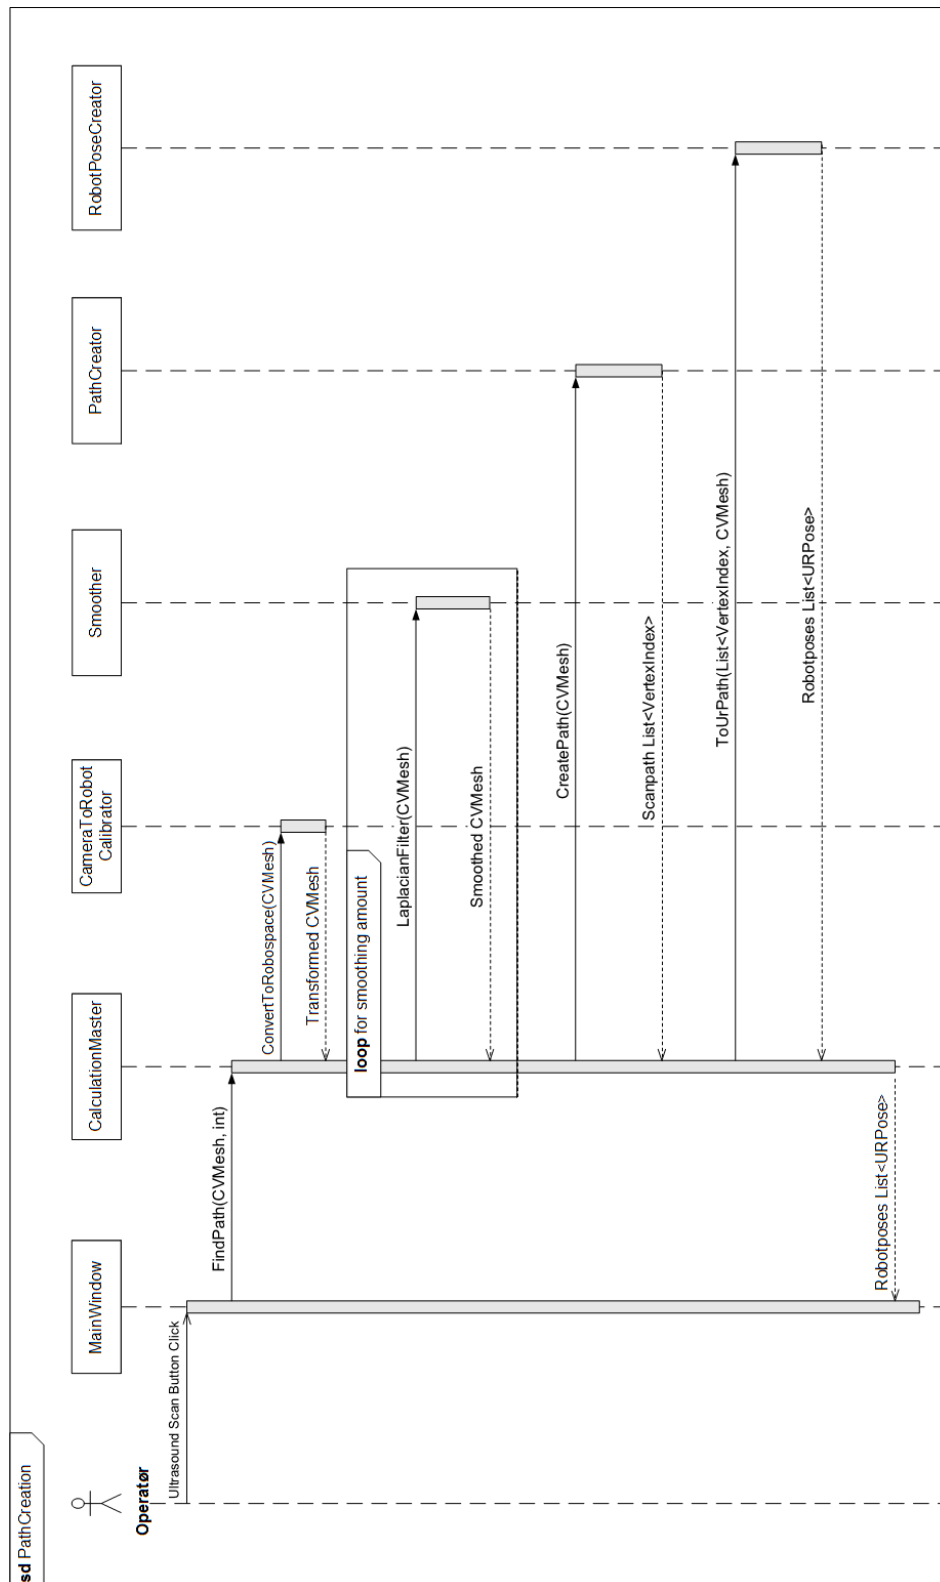 sd PathCreation
Operatør
MainWindow
CalculationMaster
CameraToRobot
Calibrator
Smoother
PathCreator
RobotPoseCreator
Ultrasound Scan Button Click
FindPath(CVMesh, int)
ConvertToRobospace(CVMesh)
Transformed CVMesh
loop for smoothing amount
LaplacianFilter(CVMesh)
Smoothed CVMesh
CreatePath(CVMesh)
Scanpath List<VertexIndex>
ToUrPath(List<VertexIndex, CVMesh)
Robotposes List<URPose>
Robotposes List<URPose>